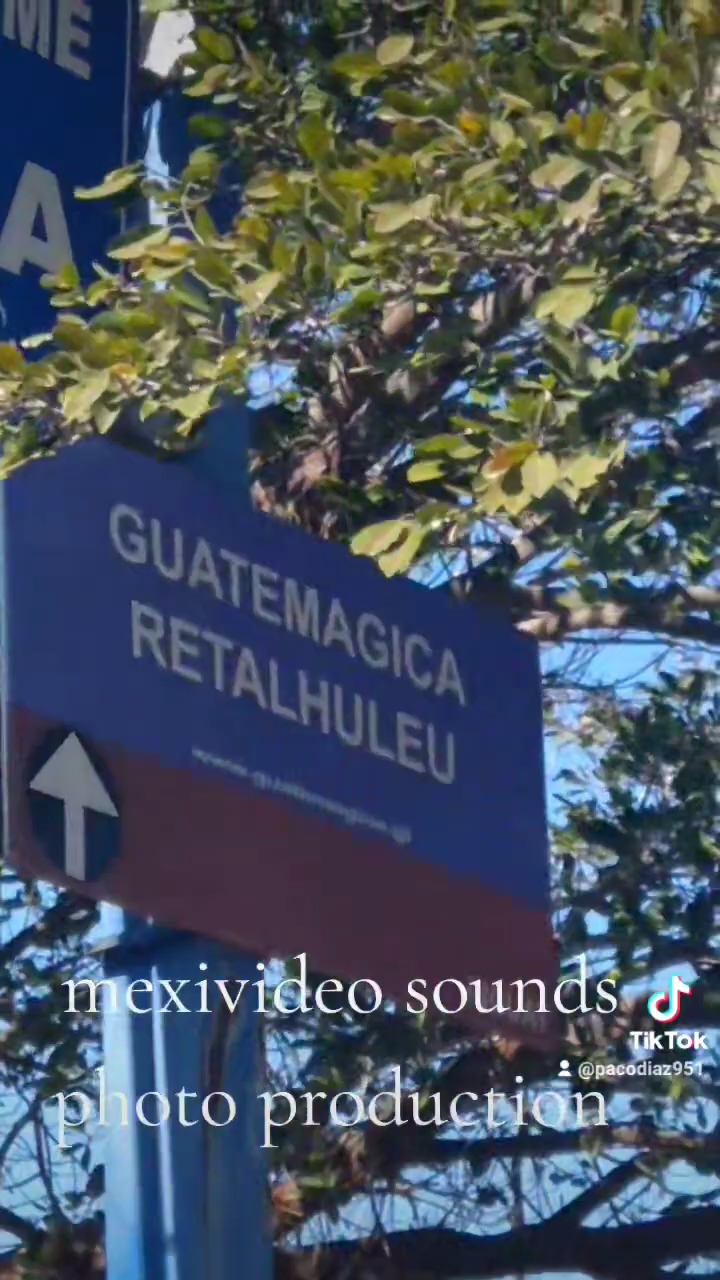 ME
A
GUATEMAGICA
RETALHULEU
mexivideo sounds
photo production
TikTok
@pacodiaz951